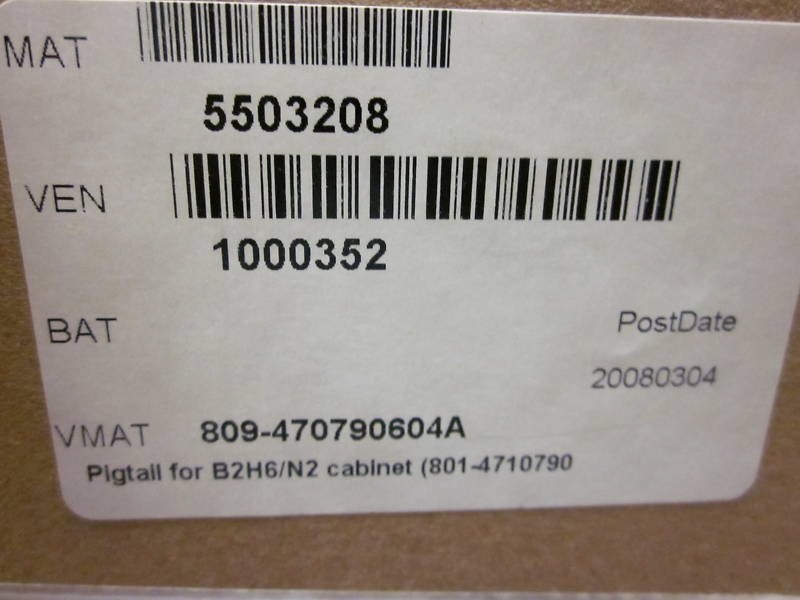 MAT
5503208
VEN
1000352
BAT
PostDate
20080304
VMAT 809-470790604A
Pigtail for B2H6/N2 cabinet (801-4710790